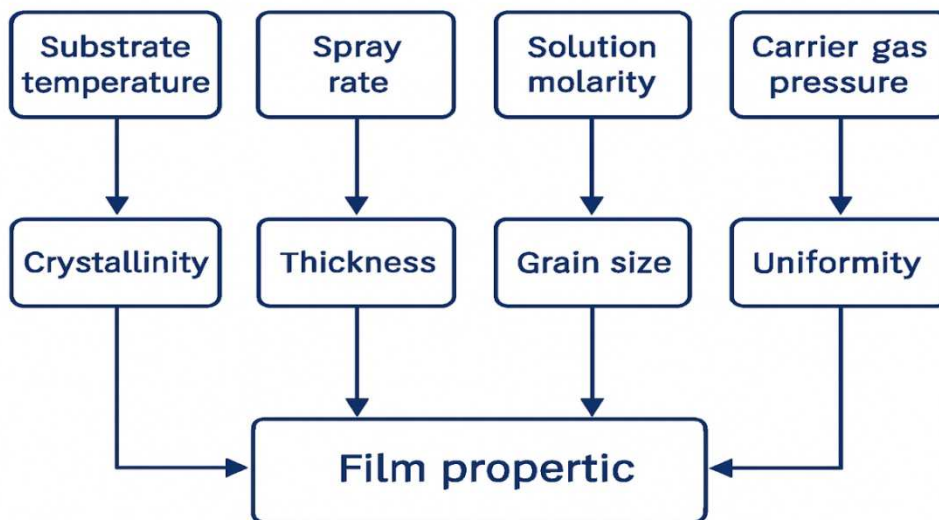 Substrate
temperature
Spray
rate
Solution
molarity
Carrier gas
pressure
Crystallinity
Thickness
Grain size
Uniformity
Film propertic